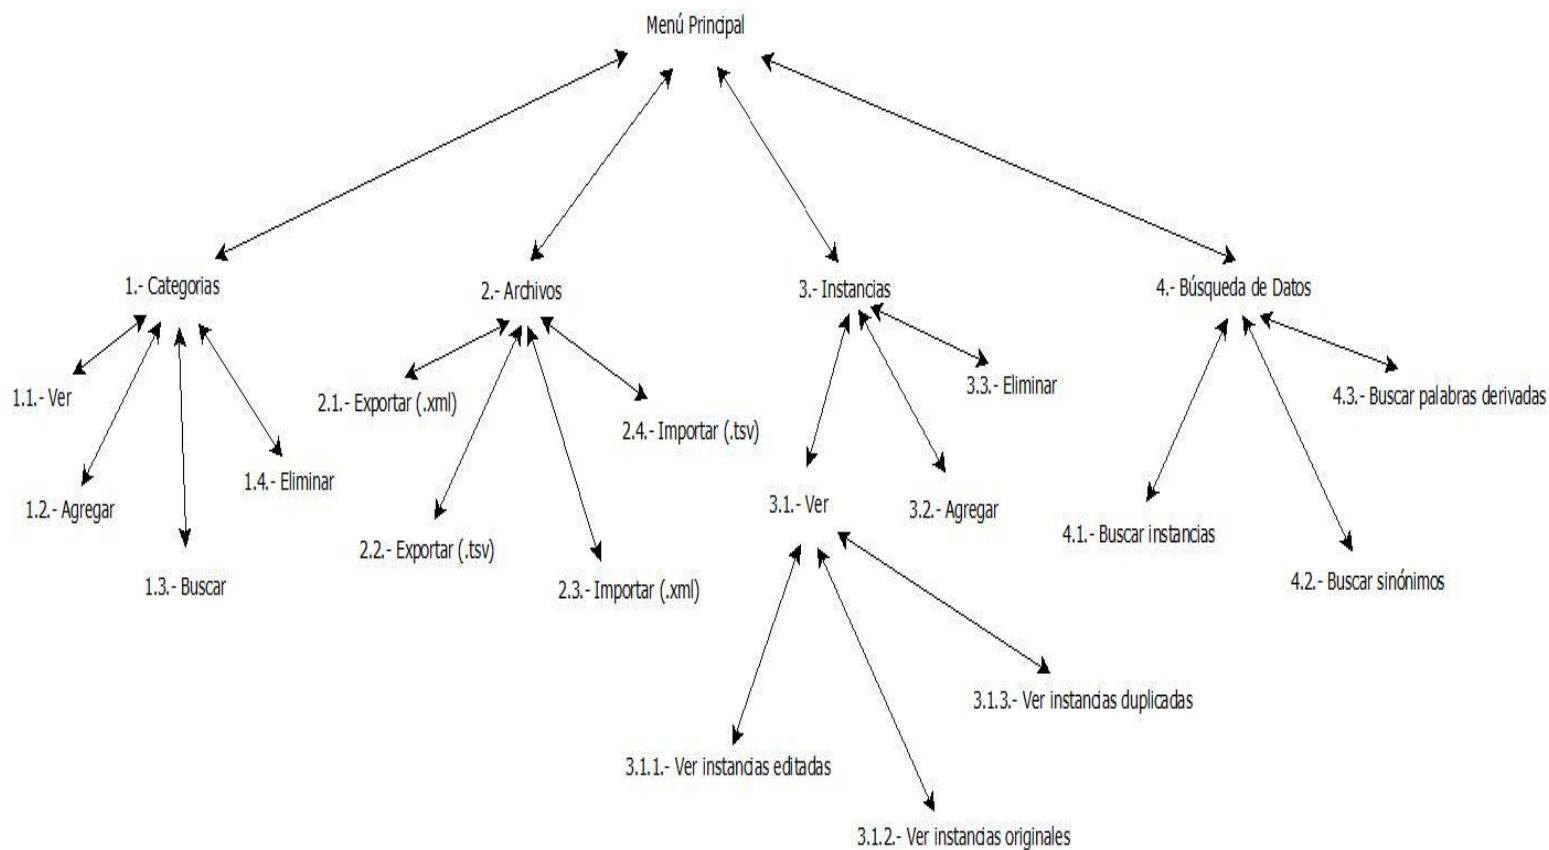 Menú Principal
1.- Categorias
2.- Archivos
3.- Instancias
4.- Búsqueda de Datos
1.1.- Ver
1.2.- Agregar
1.3.- Buscar
1.4.- Eliminar
2.1.- Exportar (.xml)
2.2.- Exportar (.tsv)
2.3.- Importar (.xml)
2.4.- Importar (.tsv)
3.1.- Ver
3.2.- Agregar
3.3.- Eliminar
3.1.1.- Ver instancias editadas
3.1.2.- Ver instancias originales
3.1.3.- Ver instancias duplicadas
4.1.- Buscar instancias
4.2.- Buscar sinónimos
4.3.- Buscar palabras derivadas